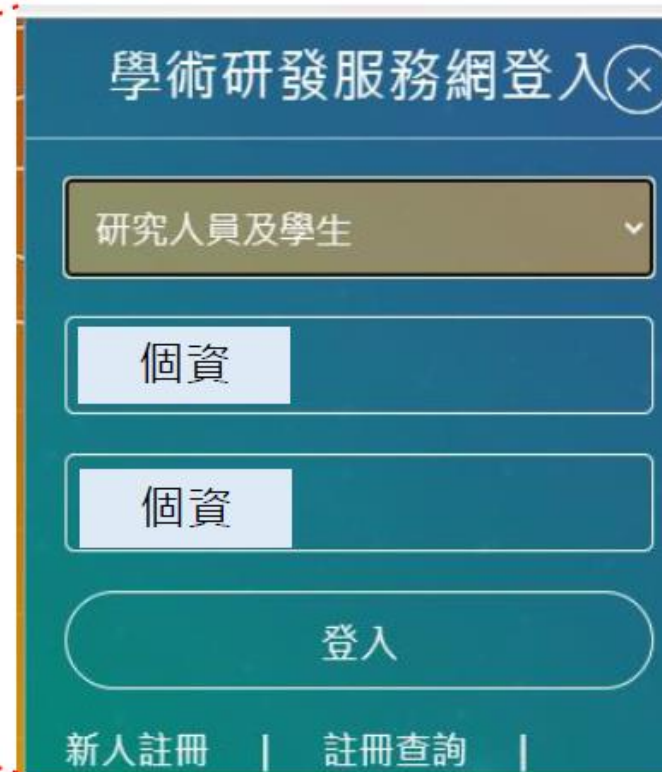 學術研發服務網登入
研究人員及學生
個資
個資
登入
新人註冊 | 註冊查詢 |